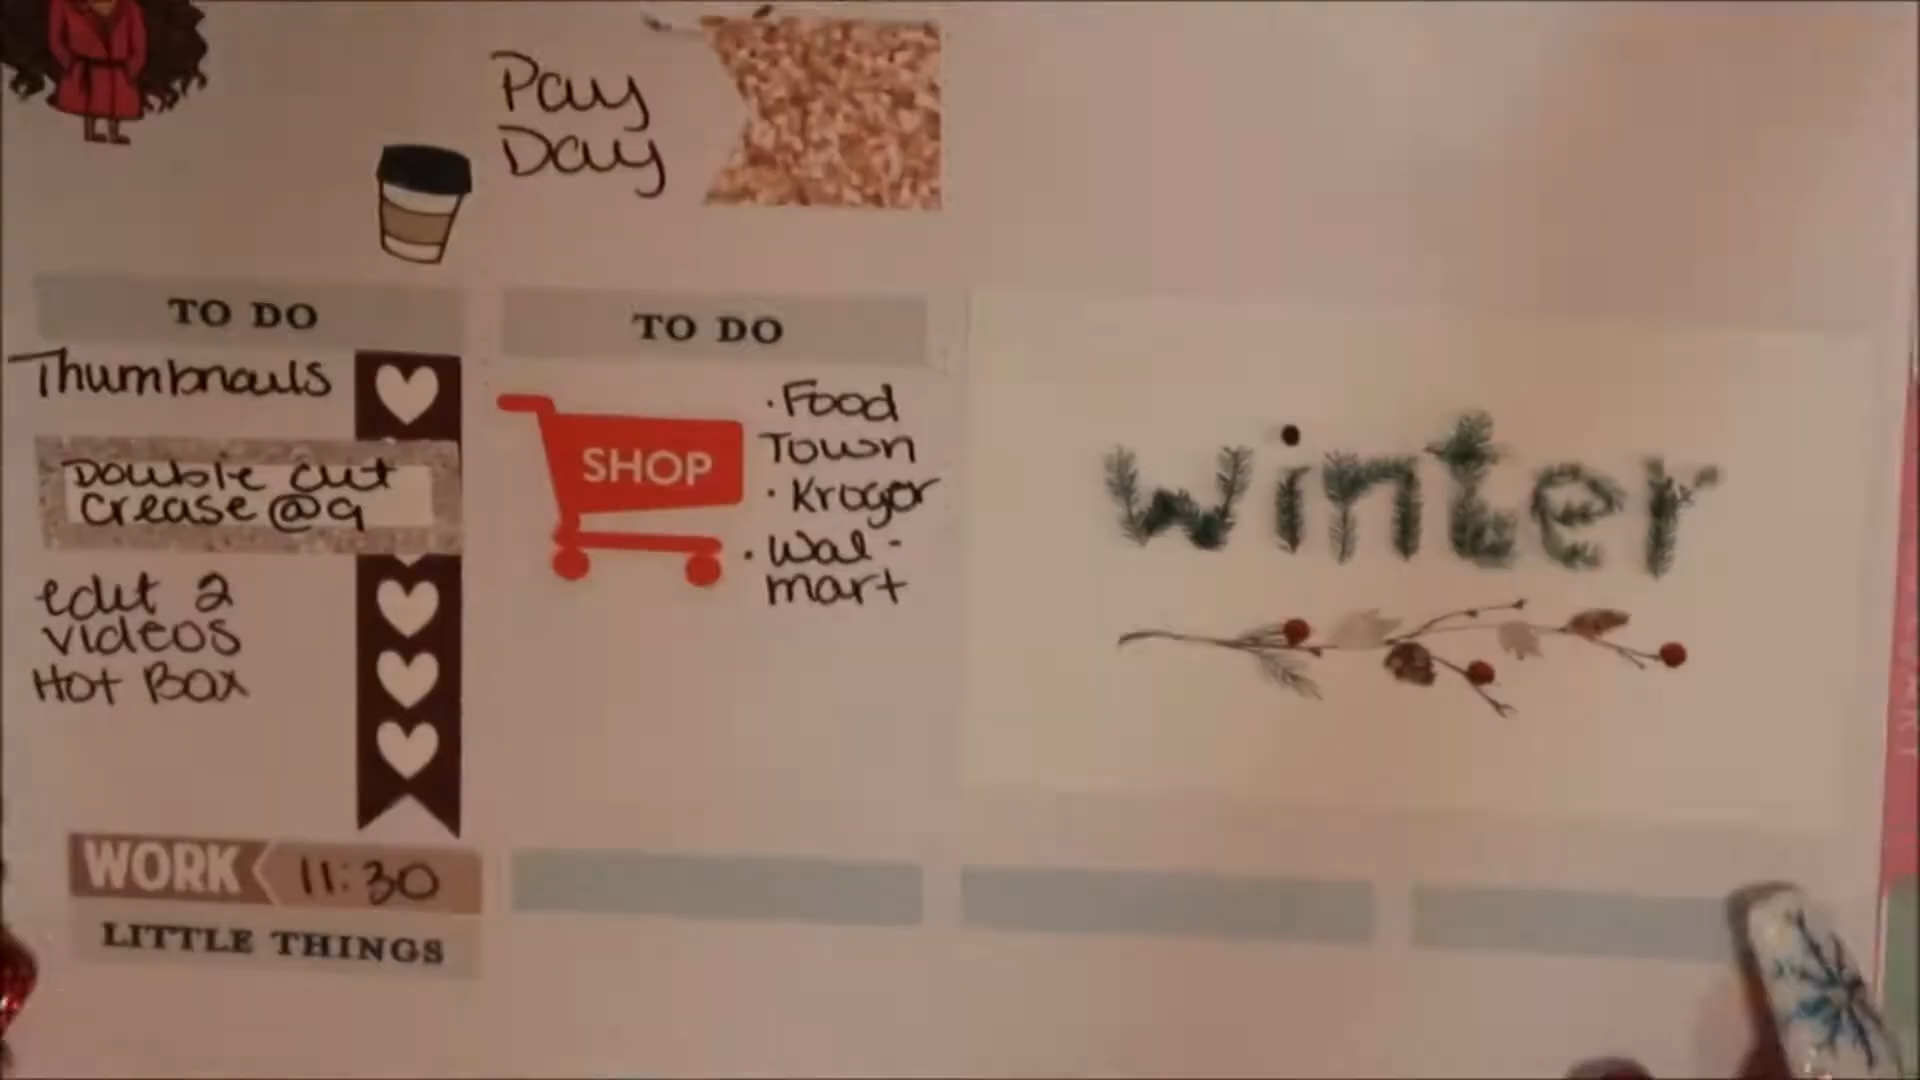 Pay
Day
TO DO
Thumbnails
Double cut
crease @9
edit 2
videos
Hot Box
WORK 11:30
LITTLE THINGS
TO DO
SHOP
· Food
Town
· Kroger
· Wal-
mart
winter